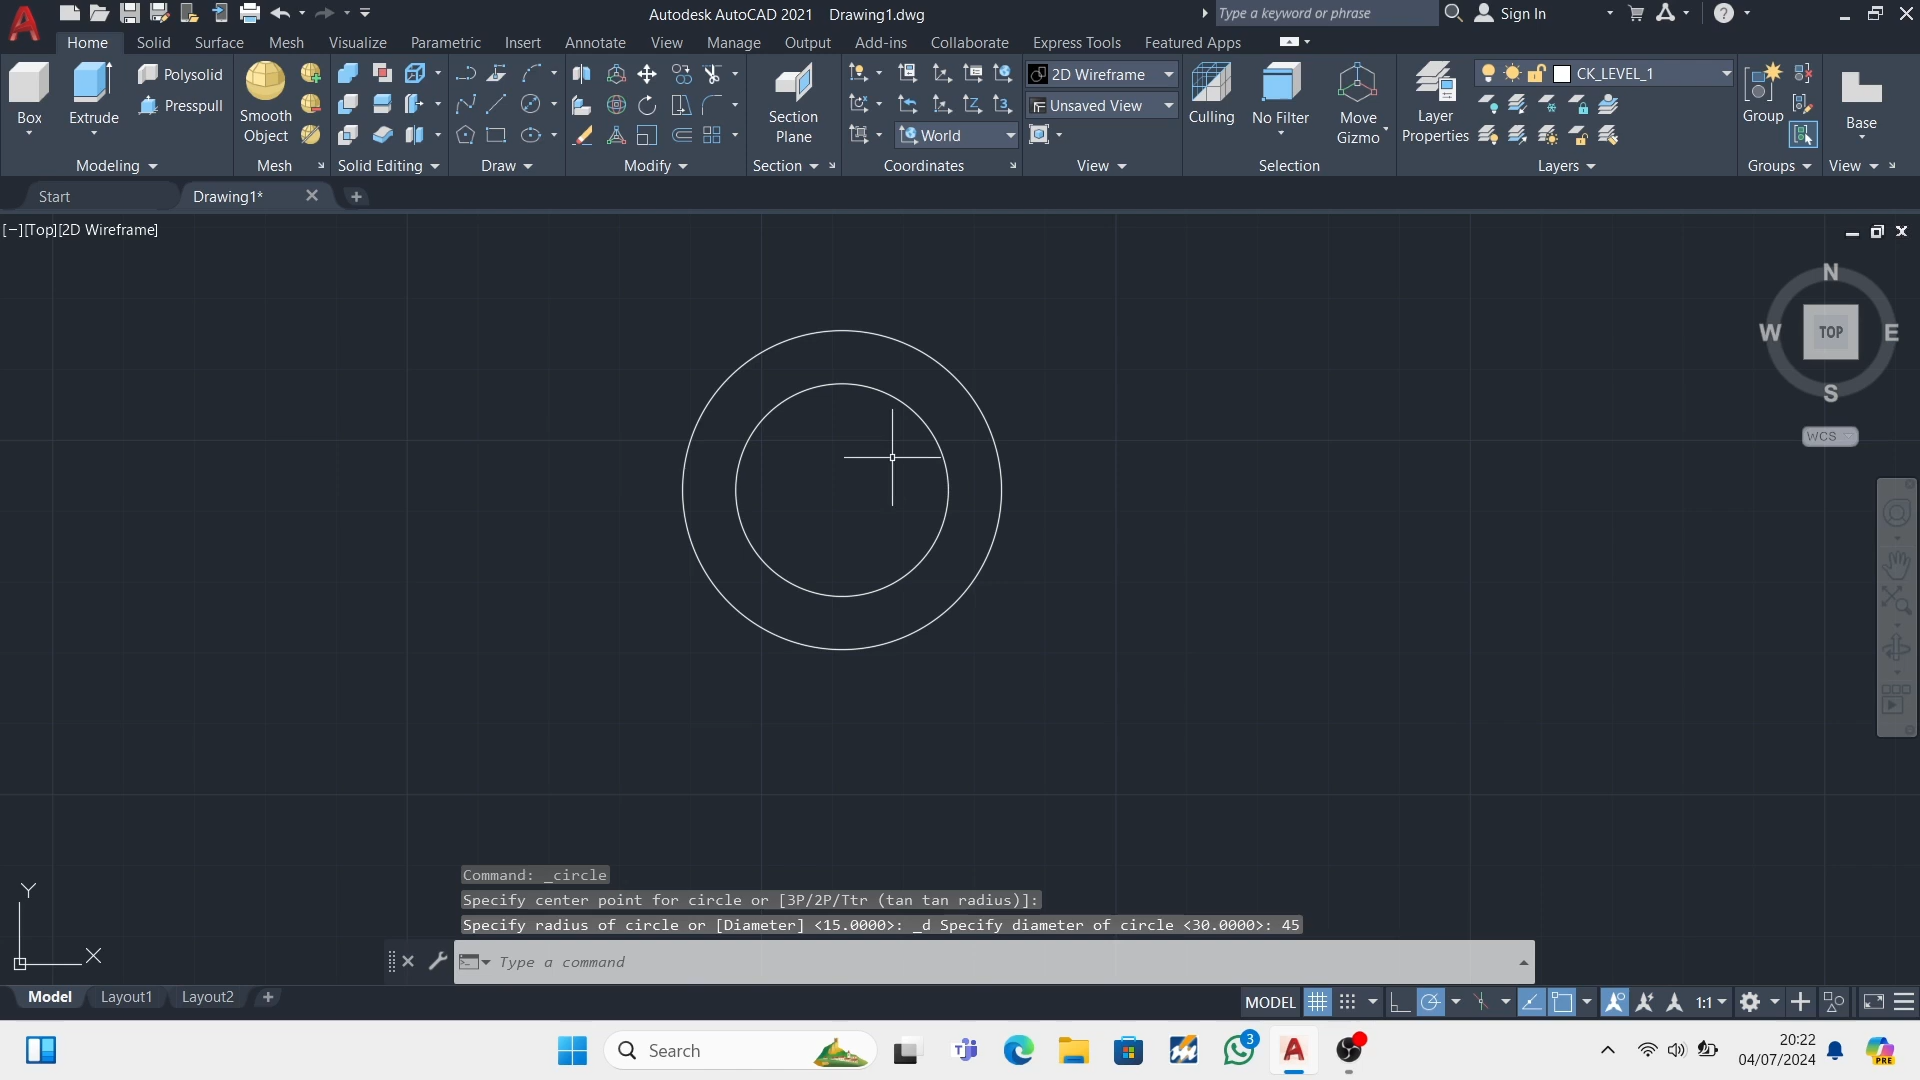 Autodesk AutoCAD 2021 Drawing1.dwg
Type a keyword or phrase
Sign In
Home Solid Surface Mesh Visualize Parametric Insert Annotate View Manage Output Add-ins Collaborate Express Tools Featured Apps
Box
Extrude
Polysolid
Presspull
Smooth
Object
Section
Plane
World
2D Wireframe
Unsaved View
Culling
No Filter
Move
Gizmo
Layer
Properties
CK_LEVEL_1
Group
Base
Modeling Mesh Solid Editing Draw Modify Section Coordinates View Selection Layers Groups View
Start
Drawing1*
[−][Top][2D Wireframe]
N
W
TOP
E
S
WCS
Y
X
Command: _circle
Specify center point for circle or [3P/2P/Ttr (tan tan radius)]:
Specify radius of circle or [Diameter] <15.0000>: _d Specify diameter of circle <30.0000>: 45
Type a command
Model Layout1 Layout2
MODEL
1:1
Search
3
20:22
04/07/2024
PRE